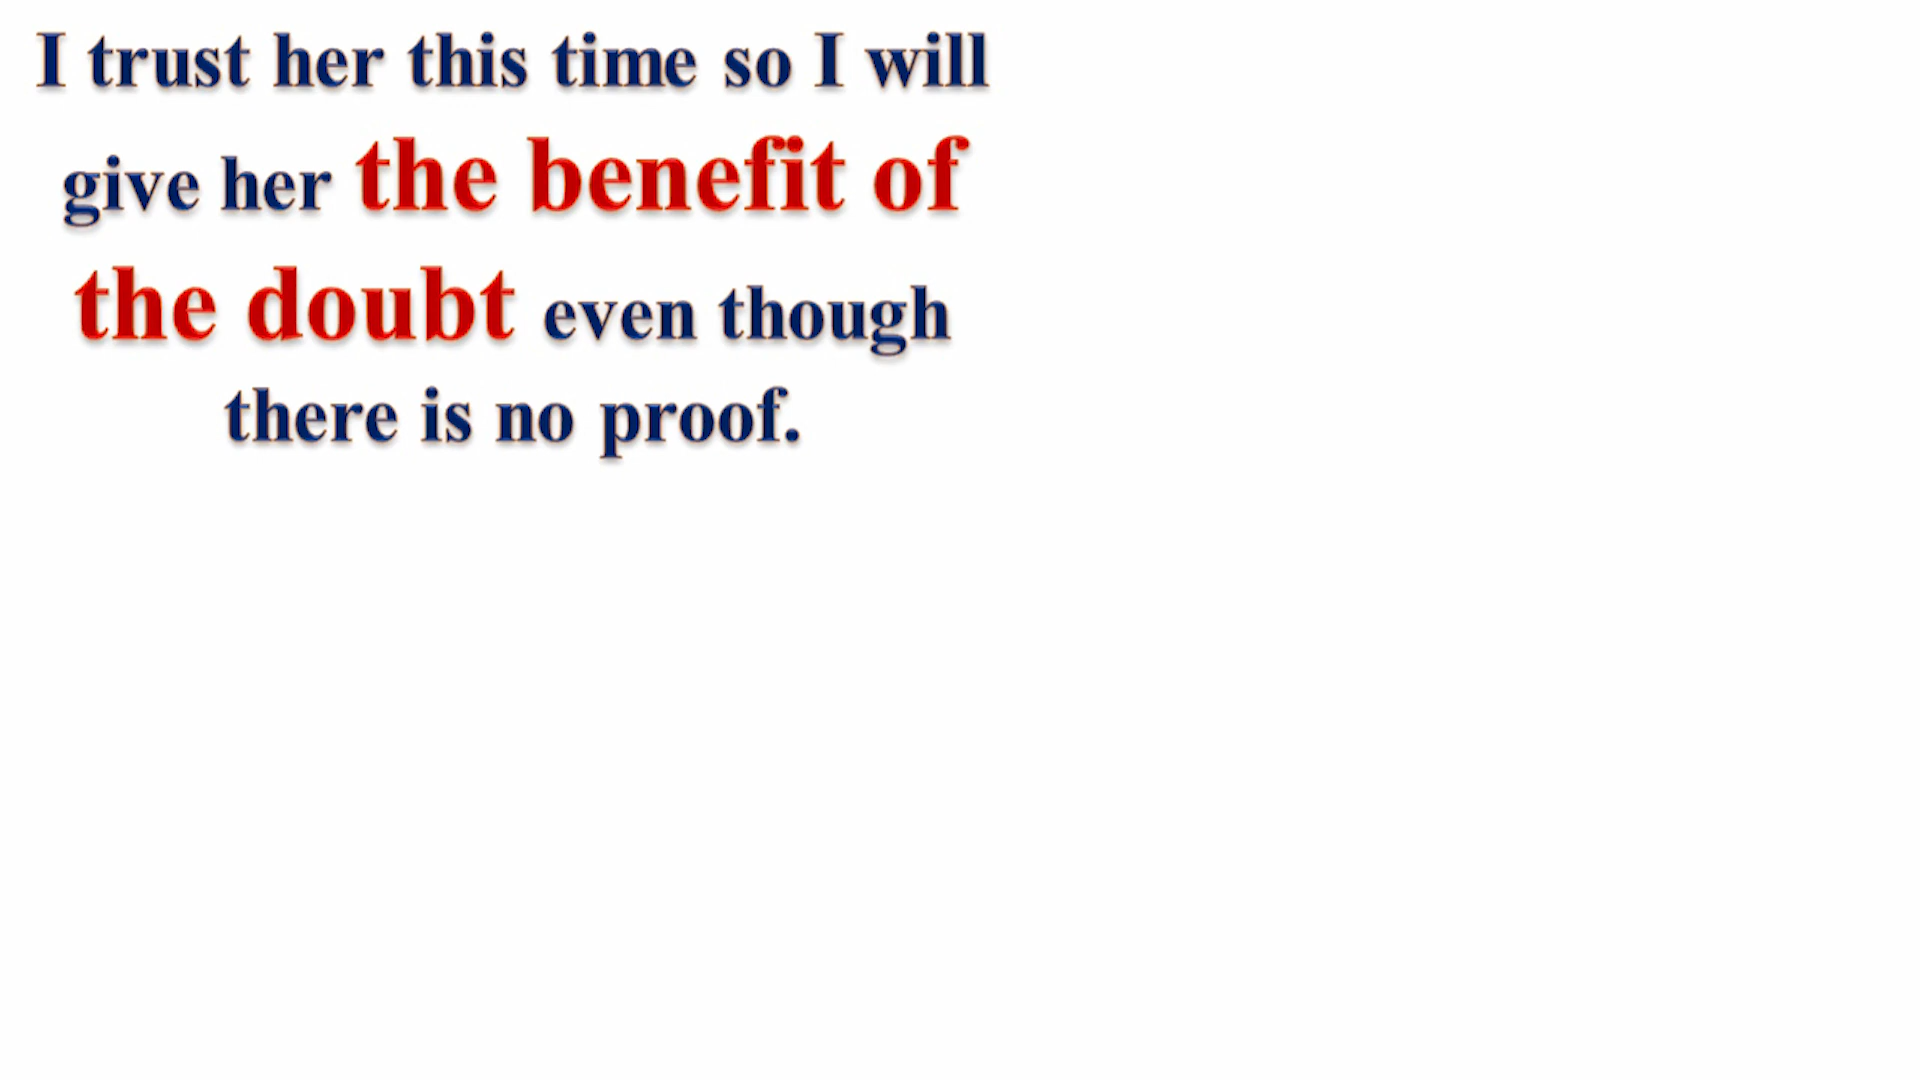 I trust her this time so I will
give her the benefit of
the doubt even though
there is no proof.